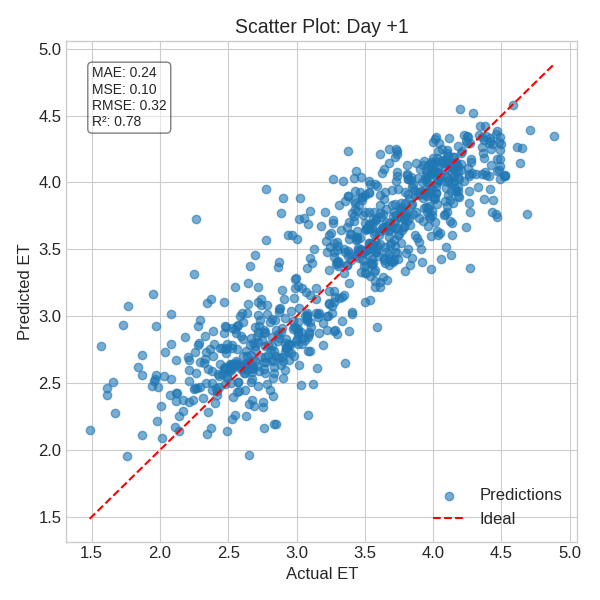 Scatter Plot: Day +1
MAE: 0.24
MSE: 0.10
RMSE: 0.32
R²: 0.78
Predicted ET
5.0
4.5
4.0
3.5
3.0
2.5
2.0
1.5
Predictions
Ideal
1.5 2.0 2.5 3.0 3.5 4.0 4.5 5.0
Actual ET